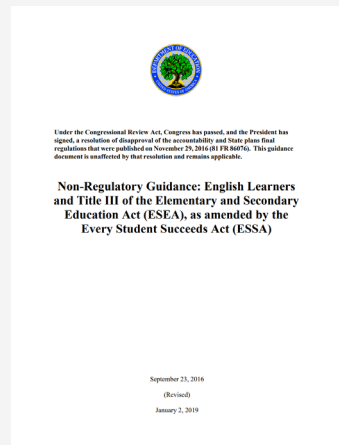 Under the Congressional Review Act, Congress has passed, and the President has
signed, a resolution of disapproval of the accountability and State plans final
regulations that were published on November 29, 2016 (81 FR 86076). This guidance
document is unaffected by that resolution and remains applicable.
Non-Regulatory Guidance: English Learners
and Title III of the Elementary and Secondary
Education Act (ESEA), as amended by the
Every Student Succeeds Act (ESSA)
September 23, 2016
(Revised)
January 2, 2019